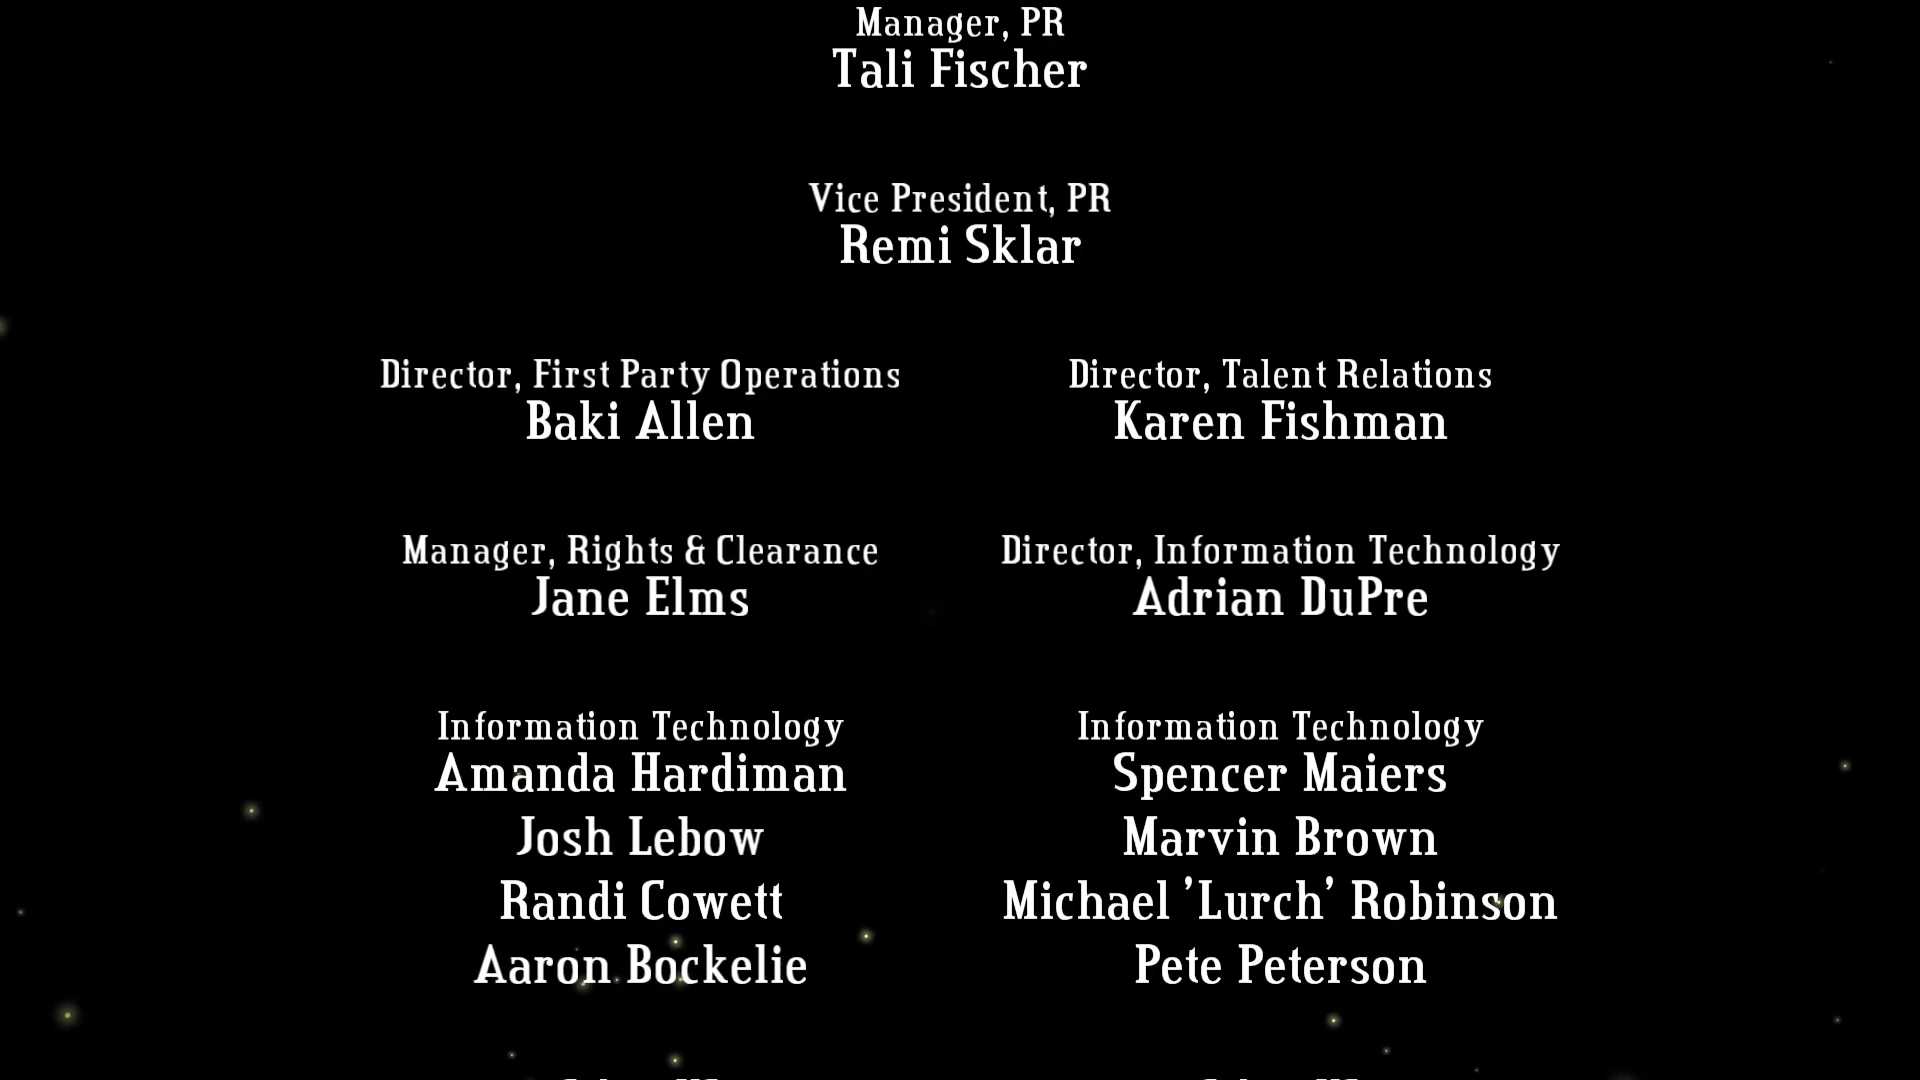 Manager, PR
Tali Fischer
Vice President, PR
Remi Sklar
Director, First Party Operations
Baki Allen
Director, Talent Relations
Karen Fishman
Manager, Rights & Clearance
Jane Elms
Director, Information Technology
Adrian DuPre
Information Technology
Amanda Hardiman
Josh Lebow
Randi Cowett
Aaron Bockelie
Information Technology
Spencer Maiers
Marvin Brown
Michael 'Lurch' Robinson
Pete Peterson